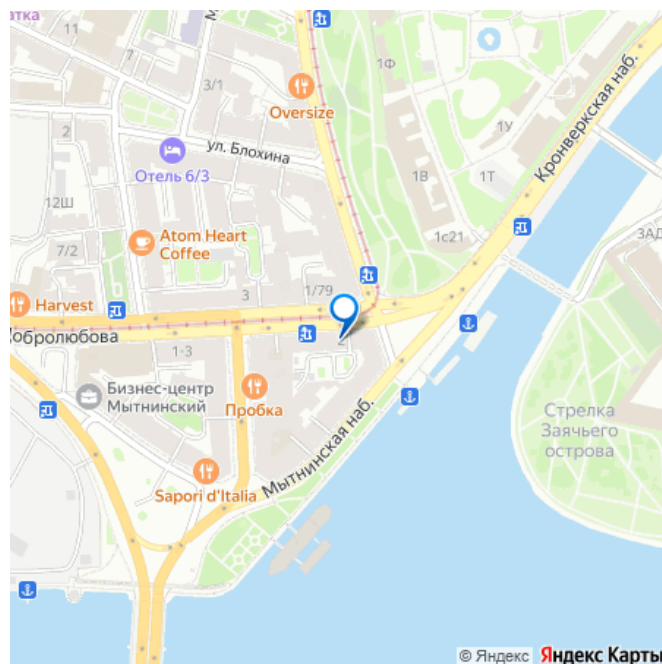 атка
11
7
3/1
Oversize
1Ф
Кронверкская наб.
2
ул. Блохина
1У
Отель 6/3
1В
1Т
12Ш
Atom Heart
Coffee
1с21
3АД
7/2
Harvest
3
1/79
Добролюбова
2
1-3
Бизнес-центр
Мытнинский
Пробка
Мытнинская наб.
Стрелка
Заячьего
острова
Sapori d'Italia
© Яндекс
Яндекс Карты